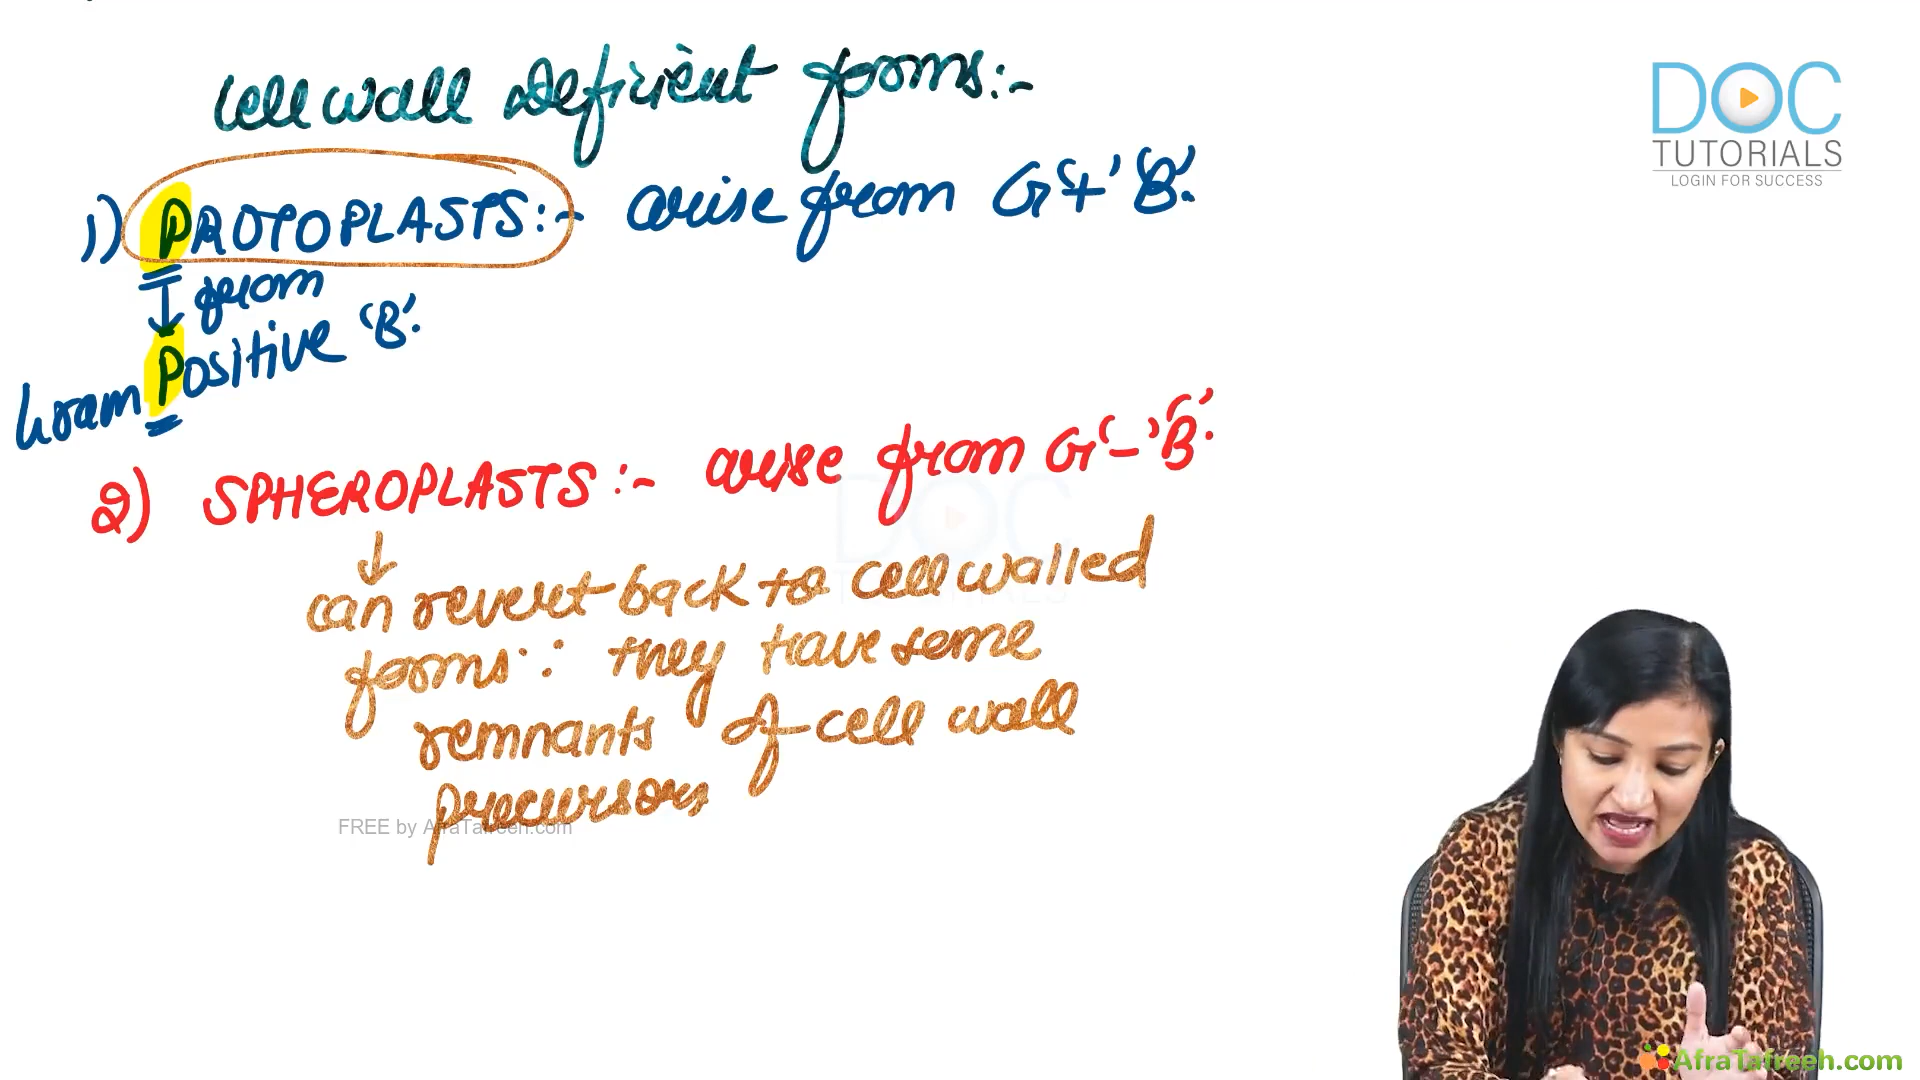 Cell wall Deficient forms:-
1) PROTOPLASTS:- arise from G'+' 'B'.
from
Gram Positive 'B'.
2) SPHEROPLASTS:- arise from G'-' 'B'.
↓
can revert back to cell walled
forms ∵ they have some
remnants of cell wall
precursors
DOC
TUTORIALS
LOGIN FOR SUCCESS
DOC
TUTORIALS
FREE by AfraTafreeh.com
AfraTafreeh.com